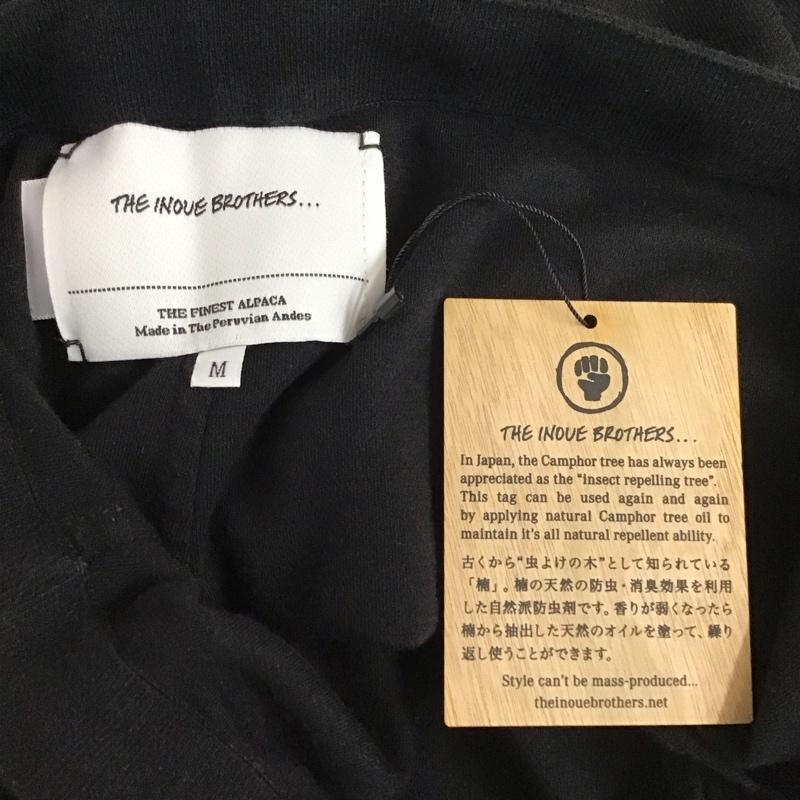 THE INOUE BROTHERS...
THE FINEST ALPACA
Made in The Peruvian Andes
M
THE INOUE BROTHERS...
In Japan, the Camphor tree has always been
appreciated as the “insect repelling tree”.
This tag can be used again and again
by applying natural Camphor tree oil to
maintain it’s all natural repellent ability.
古くから“虫よけの木”として知られている
「楠」。楠の天然の防虫・消臭効果を利用
した自然派防虫剤です。香りが弱くなったら
楠から抽出した天然のオイルを塗って、繰り
返し使うことができます。
Style can’t be mass-produced...
theinouebrothers.net